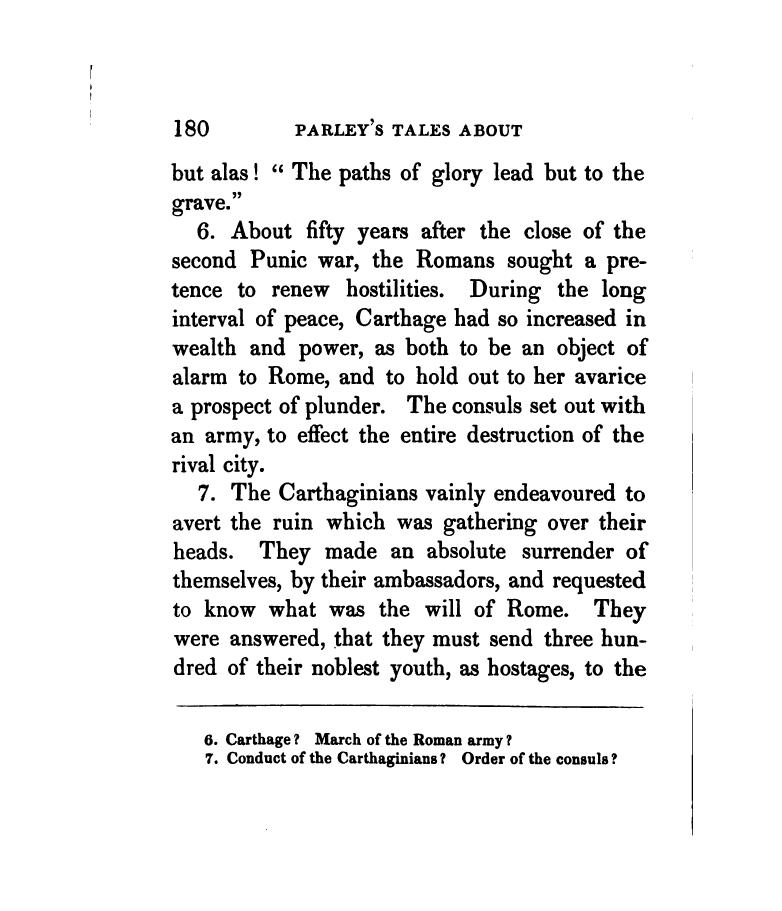 180 PARLEY'S TALES ABOUT
but alas! “ The paths of glory lead but to the
grave.”
6. About fifty years after the close of the
second Punic war, the Romans sought a pre-
tence to renew hostilities. During the long
interval of peace, Carthage had so increased in
wealth and power, as both to be an object of
alarm to Rome, and to hold out to her avarice
a prospect of plunder. The consuls set out with
an army, to effect the entire destruction of the
rival city.
7. The Carthaginians vainly endeavoured to
avert the ruin which was gathering over their
heads. They made an absolute surrender of
themselves, by their ambassadors, and requested
to know what was the will of Rome. They
were answered, that they must send three hun-
dred of their noblest youth, as hostages, to the
6. Carthage? March of the Roman army?
7. Conduct of the Carthaginians? Order of the consuls?